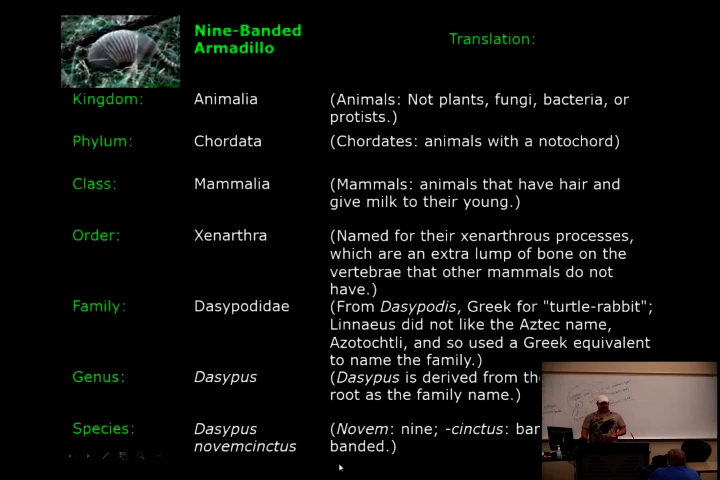 Nine-Banded
Armadillo
Translation:
Kingdom:
Animalia
(Animals: Not plants, fungi, bacteria, or
protists.)
Phylum:
Chordata
(Chordates: animals with a notochord)
Class:
Mammalia
(Mammals: animals that have hair and
give milk to their young.)
Order:
Xenarthra
(Named for their xenarthrous processes,
which are an extra lump of bone on the
vertebrae that other mammals do not
have.)
Family:
Dasypodidae
(From Dasypodis, Greek for "turtle-rabbit";
Linnaeus did not like the Aztec name,
Azotochtli, and so used a Greek equivalent
to name the family.)
Genus:
Dasypus
(Dasypus is derived from the
root as the family name.)
Species:
Dasypus
novemcinctus
(Novem: nine; -cinctus:
banded.)